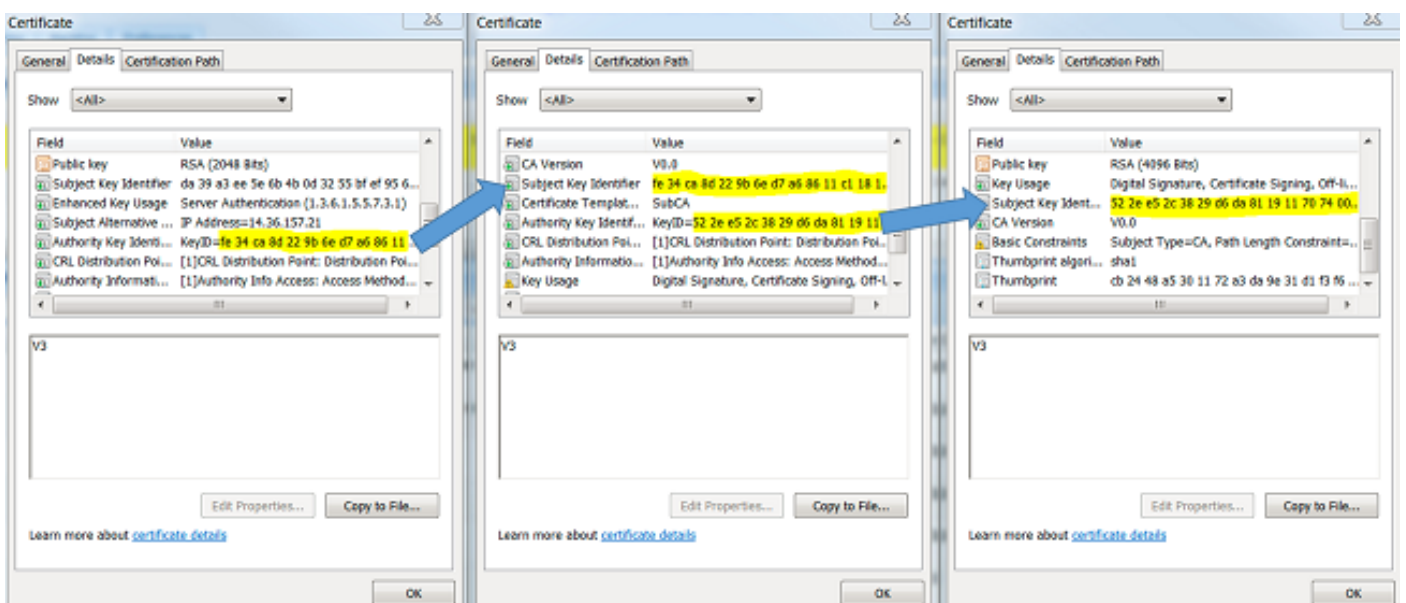 Certificate
General Details Certification Path
Show <All>
Field Value
Public key RSA (2048 Bits)
Subject Key Identifier da 39 a3 ee 5e 6b 4b 0d 32 55 bf ef 95 6...
Enhanced Key Usage Server Authentication (1.3.6.1.5.5.7.3.1)
Subject Alternative ... IP Address=14.36.157.21
Authority Key Identi... KeyID=fe 34 ca 8d 22 9b 6e d7 a6 86 11 ...
CRL Distribution Poi... [1]CRL Distribution Point: Distribution Poi...
Authority Informati... [1]Authority Info Access: Access Method...
V3
Edit Properties... Copy to File...
Learn more about certificate details
OK
Certificate
General Details Certification Path
Show <All>
Field Value
CA Version V0.0
Subject Key Identifier fe 34 ca 8d 22 9b 6e d7 a6 86 11 c1 18 1...
Certificate Templat... SubCA
Authority Key Identif... KeyID=52 2e e5 2c 38 29 d6 da 81 19 11
CRL Distribution Poi... [1]CRL Distribution Point: Distribution Poi...
Authority Informatio... [1]Authority Info Access: Access Method...
Key Usage Digital Signature, Certificate Signing, Off-l...
V3
Edit Properties... Copy to File...
Learn more about certificate details
OK
Certificate
General Details Certification Path
Show <All>
Field Value
Public key RSA (4096 Bits)
Key Usage Digital Signature, Certificate Signing, Off-li...
Subject Key Ident... 52 2e e5 2c 38 29 d6 da 81 19 11 70 74 00...
CA Version V0.0
Basic Constraints Subject Type=CA, Path Length Constraint=...
Thumbprint algori... sha1
Thumbprint cb 24 48 a5 30 11 72 a3 da 9e 31 d1 f3 f6 ...
V3
Edit Properties... Copy to File...
Learn more about certificate details
OK